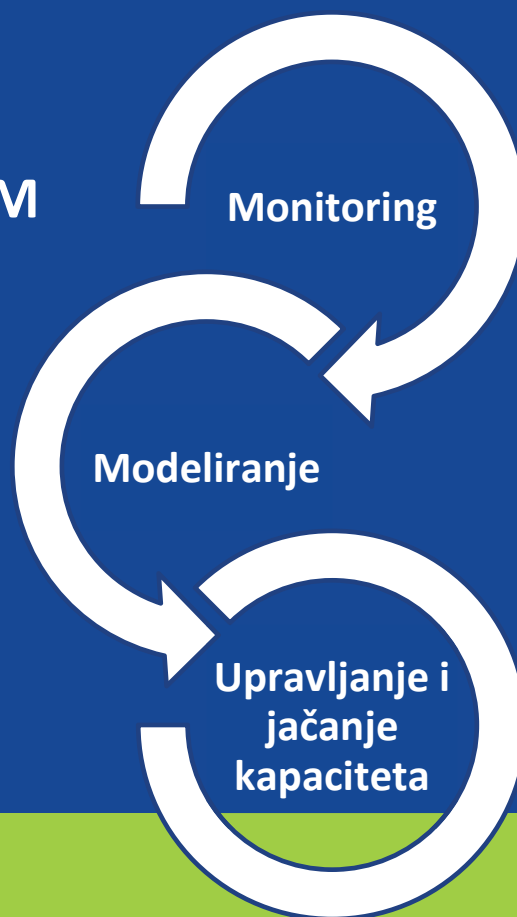 M
Monitoring
Modeliranje
Upravljanje i
jačanje
kapaciteta